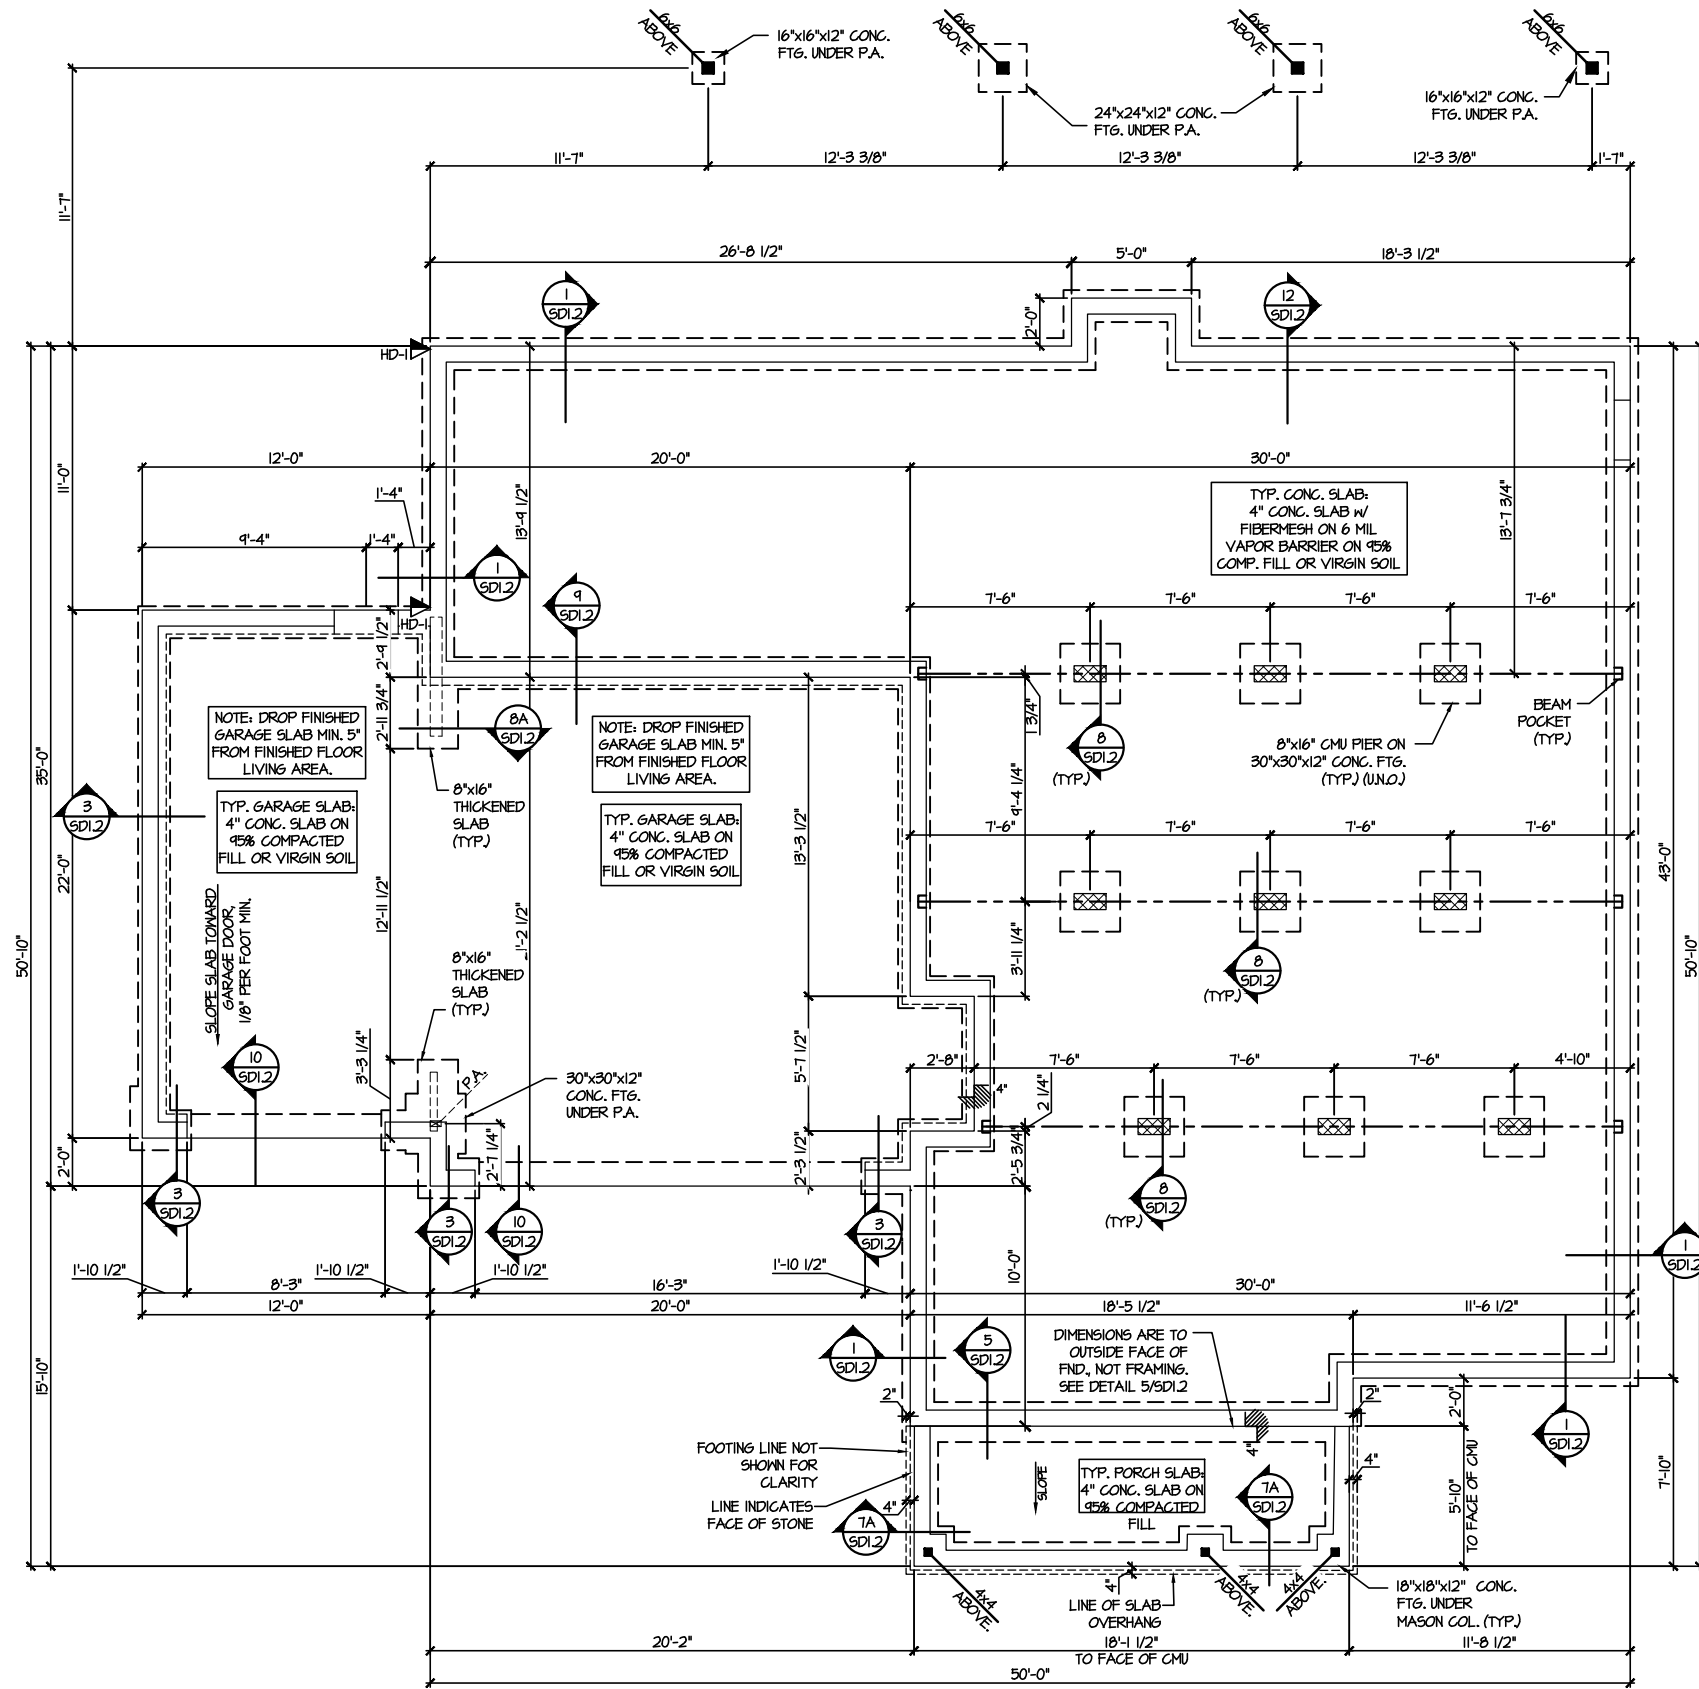 6x6
ABOVE
16"x16"x12" CONC.
FTG. UNDER P.A.
6x6
ABOVE
24"x24"x12" CONC.
FTG. UNDER P.A.
6x6
ABOVE
6x6
ABOVE
16"x16"x12" CONC.
FTG. UNDER P.A.
11'-7"
12'-3 3/8"
12'-3 3/8"
12'-3 3/8"
1'-7"
11'-7"
26'-8 1/2"
5'-0"
18'-3 1/2"
1
SD1.2
12
SD1.2
2'-0"
HD-1
11'-0"
12'-0"
20'-0"
30'-0"
1'-4"
13'-9 1/2"
13'-7 3/4"
9'-4"
1'-4"
1
SD1.2
9
SD1.2
TYP. CONC. SLAB:
4" CONC. SLAB W/
FIBERMESH ON 6 MIL
VAPOR BARRIER ON 95%
COMP. FILL OR VIRGIN SOIL
7'-6"
7'-6"
7'-6"
7'-6"
HD-1
2'-9 1/2"
2'-11 3/4"
NOTE: DROP FINISHED
GARAGE SLAB MIN. 5"
FROM FINISHED FLOOR
LIVING AREA.
8A
SD1.2
NOTE: DROP FINISHED
GARAGE SLAB MIN. 5"
FROM FINISHED FLOOR
LIVING AREA.
1 3/4"
8
SD1.2
(TYP.)
8"x16" CMU PIER ON
30"x30"x12" CONC. FTG.
(TYP.) (U.N.O.)
BEAM
POCKET
(TYP.)
35'-0"
3
SD1.2
TYP. GARAGE SLAB:
4" CONC. SLAB ON
95% COMPACTED
FILL OR VIRGIN SOIL
8"x16"
THICKENED
SLAB
(TYP.)
TYP. GARAGE SLAB:
4" CONC. SLAB ON
95% COMPACTED
FILL OR VIRGIN SOIL
9'-4 1/4"
7'-6"
7'-6"
7'-6"
7'-6"
13'-3 1/2"
22'-0"
43'-0"
50'-10"
50'-10"
SLOPE SLAB TOWARD
GARAGE DOOR,
1/8" PER FOOT MIN.
12'-11 1/2"
1'-2 1/2"
3'-11 1/4"
8"x16"
THICKENED
SLAB
(TYP.)
8
SD1.2
(TYP.)
10
SD1.2
3'-3 1/4"
P.A.
30"x30"x12"
CONC. FTG.
UNDER P.A.
5'-7 1/2"
2'-8"
7'-6"
7'-6"
7'-6"
4'-10"
4"
2 1/4"
2'-0"
2'-7 1/4"
2'-3 1/2"
2'-5 3/4"
3
SD1.2
3
SD1.2
10
SD1.2
3
SD1.2
8
SD1.2
(TYP.)
1
SD1.2
1'-10 1/2"
8'-3"
1'-10 1/2"
1'-10 1/2"
16'-3"
1'-10 1/2"
10'-0"
30'-0"
12'-0"
20'-0"
18'-5 1/2"
11'-6 1/2"
15'-10"
1
SD1.2
5
SD1.2
DIMENSIONS ARE TO
OUTSIDE FACE OF
FND., NOT FRAMING.
SEE DETAIL 5/SD1.2
2"
2"
2'-0"
1
SD1.2
FOOTING LINE NOT
SHOWN FOR
CLARITY
LINE INDICATES
FACE OF STONE
4"
7A
SD1.2
SLOPE
4"
TYP. PORCH SLAB:
4" CONC. SLAB ON
95% COMPACTED
FILL
7A
SD1.2
4"
5'-10"
TO FACE OF CMU
7'-10"
4x4
ABOVE.
4"
LINE OF SLAB
OVERHANG
4x4
ABOVE.
4x4
ABOVE.
18"x18"x12" CONC.
FTG. UNDER
MASON COL. (TYP.)
20'-2"
18'-1 1/2"
TO FACE OF CMU
11'-8 1/2"
50'-0"